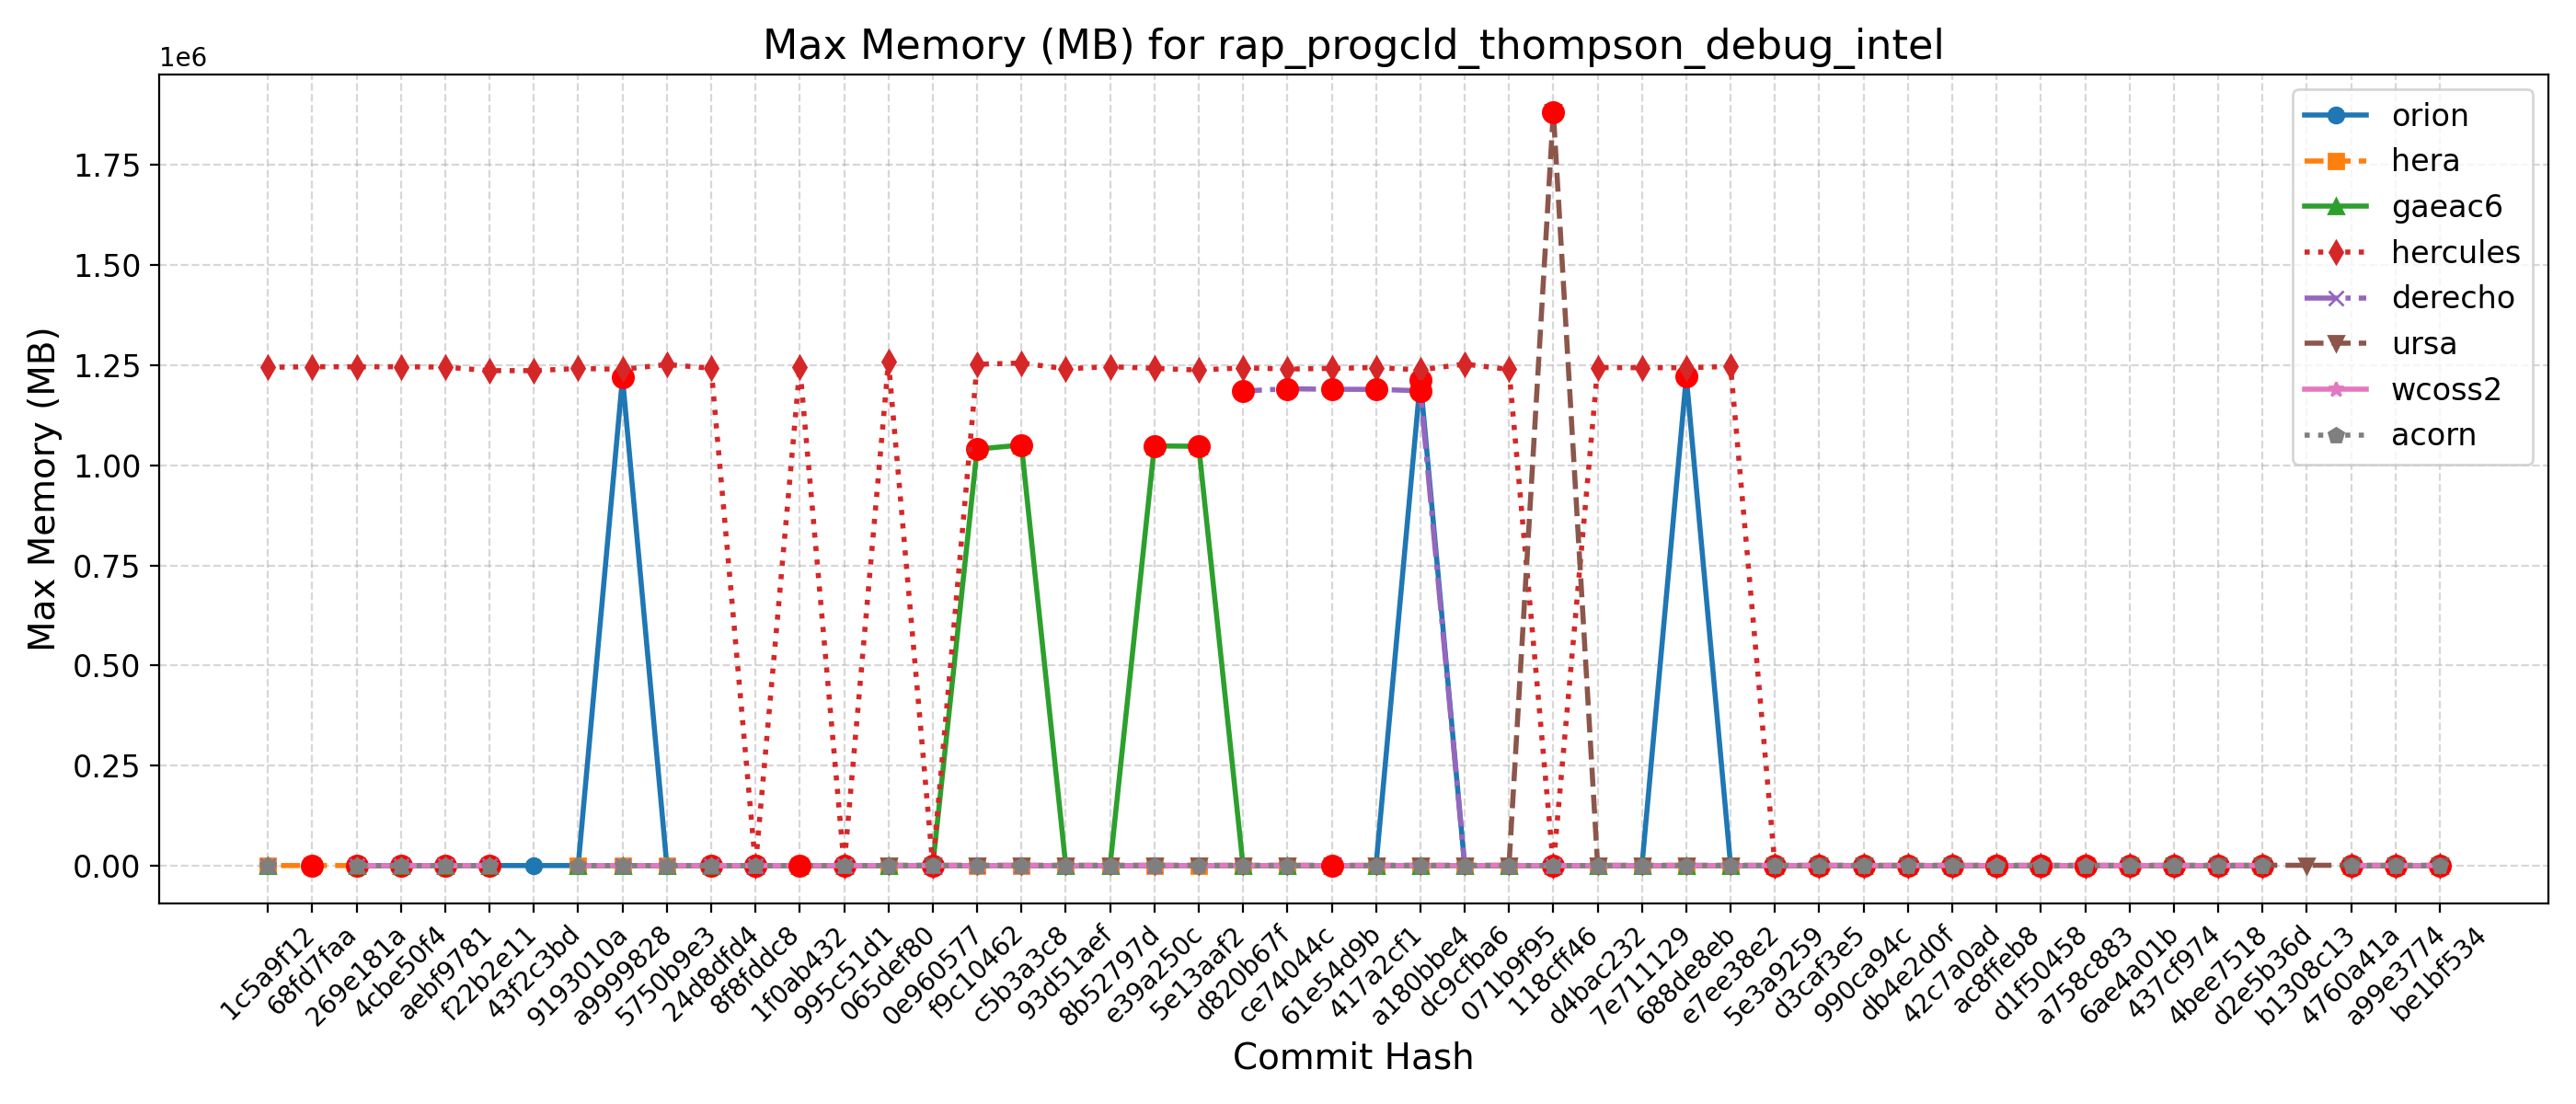 Max Memory (MB) for rap_progcld_thompson_debug_intel
1e6
1.75
1.50
1.25
1.00
0.75
0.50
0.25
0.00
Max Memory (MB)
orion
hera
gaeac6
hercules
derecho
ursa
wcoss2
acorn
1c5a9f12
68fd7faa
269e181a
4cbe50f4
aebf9781
f22b2e11
43f2c3bd
9193010a
a9999828
5750b9e3
24d8dfd4
8f8fddc8
1f0ab432
995c51d1
065def80
0e960577
f9c10462
c5b3a3c8
93d51aef
8b52797d
e39a250c
5e13aaf2
d820b67f
ce74044c
61e54d9b
417a2cf1
a180bbe4
dc9cfba6
071b9f95
118cff46
d4bac232
7e711129
688de8eb
e7ee38e2
5e3a9259
d3caf3e5
990ca94c
db4e2d0f
42c7a0ad
ac8ffeb8
d1f50458
a758c883
6ae4a01b
437cf974
4bee7518
d2e5b36d
b1308c13
4760a41a
a99e3774
be1bf534
Commit Hash